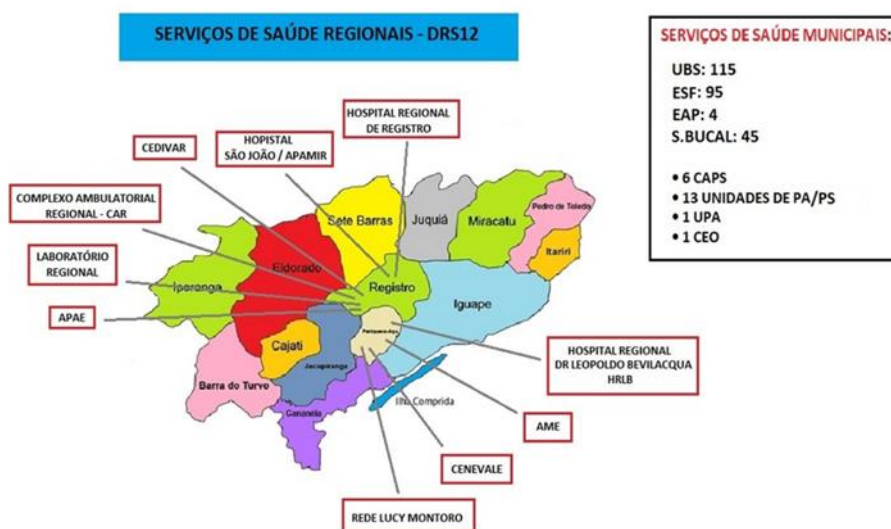 SERVIÇOS DE SAÚDE REGIONAIS - DRS12
SERVIÇOS DE SAÚDE MUNICIPAIS:
UBS: 115
ESF: 95
EAP: 4
S.BUCAL: 45
• 6 CAPS
• 13 UNIDADES DE PA/PS
• 1 UPA
• 1 CEO
HOSPITAL REGIONAL
DE REGISTRO
HOPISTAL
SÃO JOÃO / APAMIR
CEDIVAR
COMPLEXO AMBULATORIAL
REGIONAL - CAR
LABORATÓRIO
REGIONAL
APAE
Sete Barras
Juquiá
Miracatu
Pedro de Toledo
Itariri
Eldorado
Iporanga
Registro
Iguape
Pariquera-Açu
Cajati
Jacupiranga
Barra do Turvo
Cananéia
Ilha Comprida
HOSPITAL REGIONAL
DR LEOPOLDO BEVILACQUA
HRLB
AME
CENEVALE
REDE LUCY MONTORO